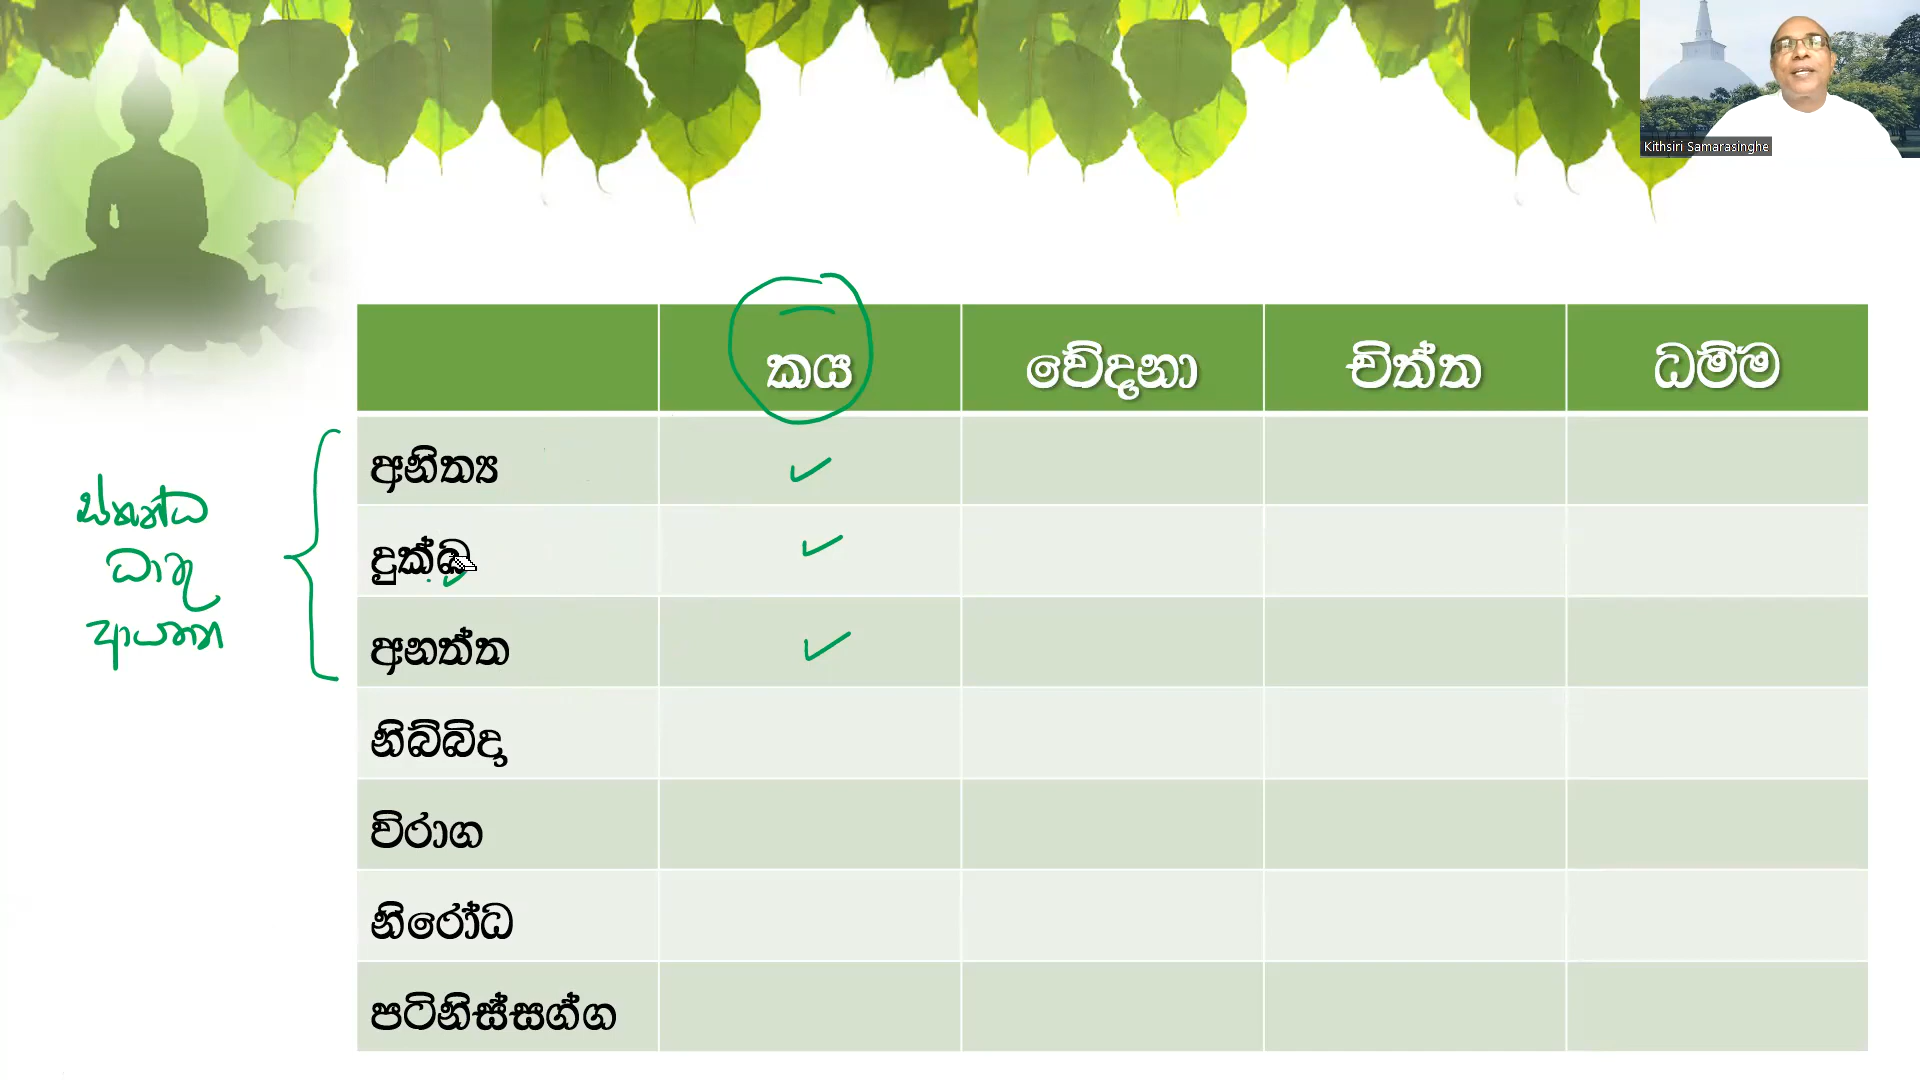 Kithsiri Samarasinghe
කය වේදනා චිත්ත ධම්ම
අනිත්‍ය
දුක්ඛ
අනත්ත
නිබ්බිදා
විරාග
නිරෝධ
පටිනිස්සග්ග
ස්කන්ධ
ධාතු
ආයතන